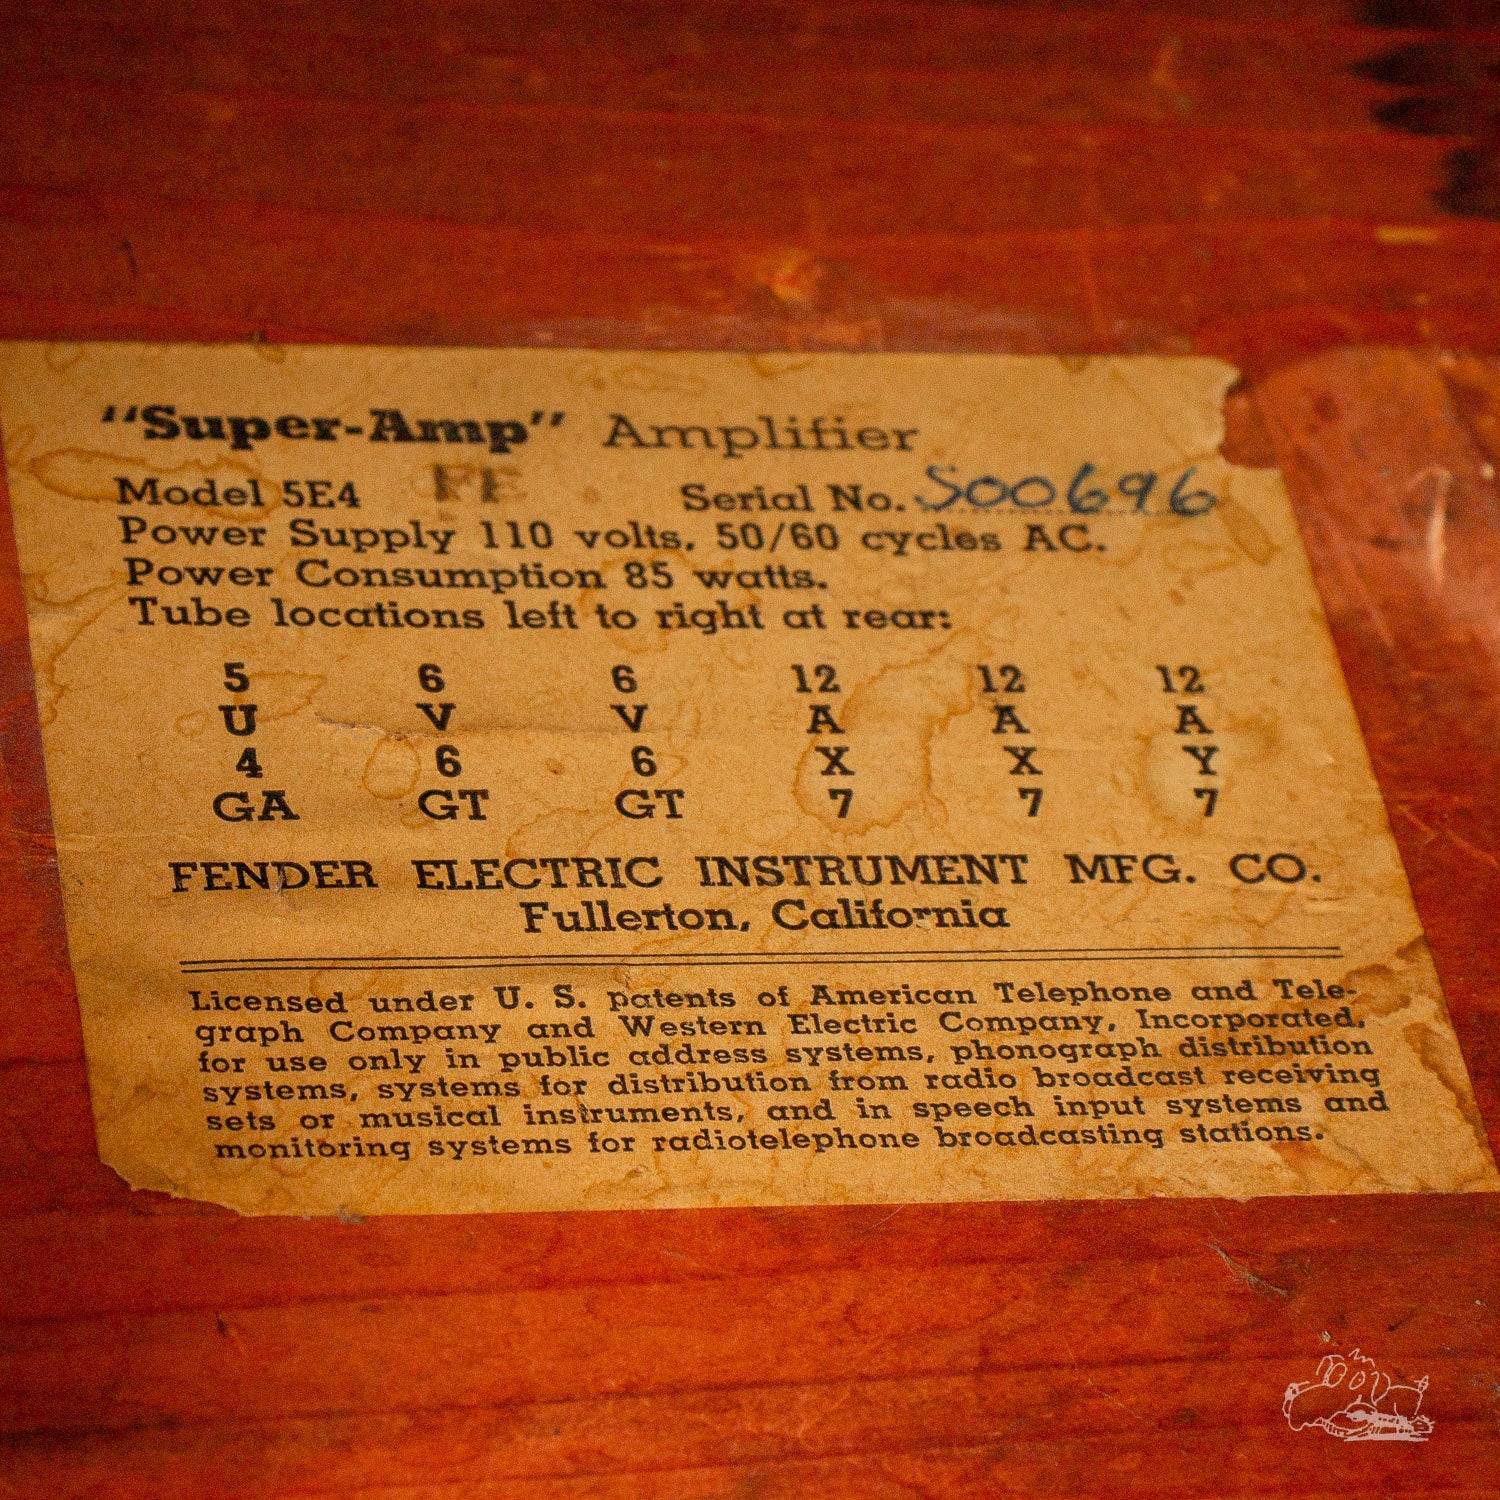 "Super-Amp" Amplifier
Model 5E4 FE Serial No. S00696
Power Supply 110 volts, 50/60 cycles AC.
Power Consumption 85 watts.
Tube locations left to right at rear:
5 6 6 12 12 12
U V V A A A
4 6 6 X X Y
GA GT GT 7 7 7
FENDER ELECTRIC INSTRUMENT MFG. CO.
Fullerton, California
Licensed under U. S. patents of American Telephone and Tele-
graph Company and Western Electric Company, Incorporated,
for use only in public address systems, phonograph distribution
systems, systems for distribution from radio broadcast receiving
sets or musical instruments, and in speech input systems and
monitoring systems for radiotelephone broadcasting stations.